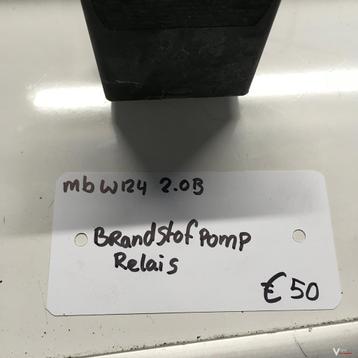 mb W124 2.0B
Brandstof Pomp
Relais
€50